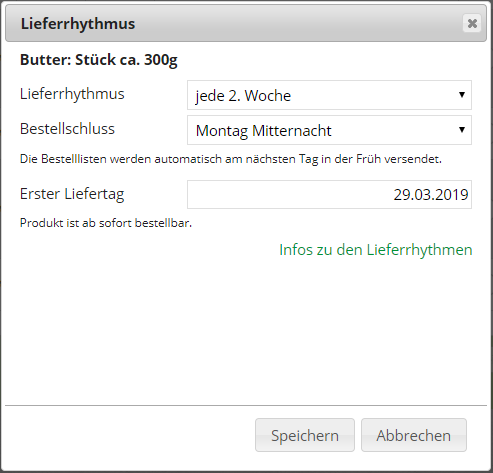 Lieferrhythmus
Butter: Stück ca. 300g
Lieferrhythmus jede 2. Woche
Bestellschluss Montag Mitternacht
Die Bestelllisten werden automatisch am nächsten Tag in der Früh versendet.
Erster Liefertag 29.03.2019
Produkt ist ab sofort bestellbar.
Infos zu den Lieferrhythmen
Speichern Abbrechen